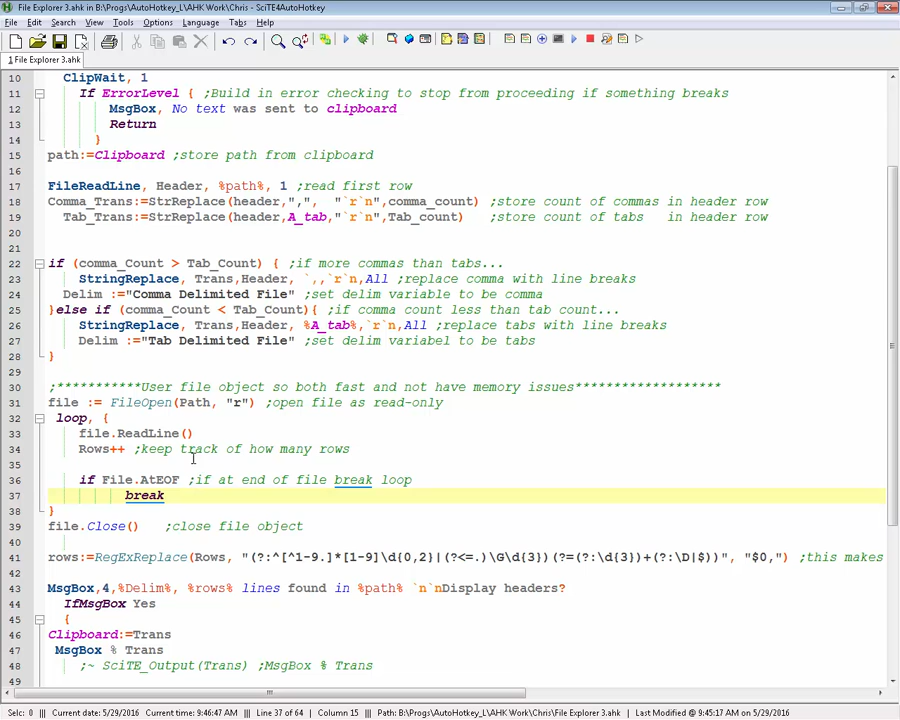 File Explorer 3.ahk in B:\Progs\AutoHotkey_L\AHK Work\Chris - SciTE4AutoHotkey
File Edit Search View Tools Options Language Tabs Help
1 File Explorer 3.ahk
10 ClipWait, 1
11 If ErrorLevel { ;Build in error checking to stop from proceeding if something breaks
12 MsgBox, No text was sent to clipboard
13 Return
14 }
15 path:=Clipboard ;store path from clipboard
16
17 FileReadLine, Header, %path%, 1 ;read first row
18 Comma_Trans:=StrReplace(header,",", "`r`n",comma_count) ;store count of commas in header row
19 Tab_Trans:=StrReplace(header,A_tab,"`r`n",Tab_count) ;store count of tabs in header row
20
21
22 if (comma_Count > Tab_Count) { ;if more commas than tabs...
23 StringReplace, Trans,Header, `,,`r`n,All ;replace comma with line breaks
24 Delim :="Comma Delimited File" ;set delim variable to be comma
25 }else if (comma_Count < Tab_Count){ ;if comma count less than tab count...
26 StringReplace, Trans,Header, %A_tab%,`r`n,All ;replace tabs with line breaks
27 Delim :="Tab Delimited File" ;set delim variabel to be tabs
28 }
29
30 ;***********User file object so both fast and not have memory issues*******************
31 file := FileOpen(Path, "r") ;open file as read-only
32 loop, {
33 file.ReadLine()
34 Rows++ ;keep track of how many rows
35
36 if File.AtEOF ;if at end of file break loop
37 break
38 }
39 file.Close() ;close file object
40
41 rows:=RegExReplace(Rows, "(?:^[^1-9.]*[1-9]\d{0,2}|(?<=.)\G\d{3})(?=(?:\d{3})+(?:\D|$))", "$0,") ;this makes
42
43 MsgBox,4,%Delim%, %rows% lines found in %path% `n`nDisplay headers?
44 IfMsgBox Yes
45 {
46 Clipboard:=Trans
47 MsgBox % Trans
48 ;~ SciTE_Output(Trans) ;MsgBox % Trans
49
Selc: 0 ||| Current date: 5/29/2016 Current time: 9:46:47 AM ||| Line 37 of 64 ||| Column 15 ||| Path: B:\Progs\AutoHotkey_L\AHK Work\Chris\File Explorer 3.ahk ||| Last Modified @ 9:45:17 AM on 5/29/2016